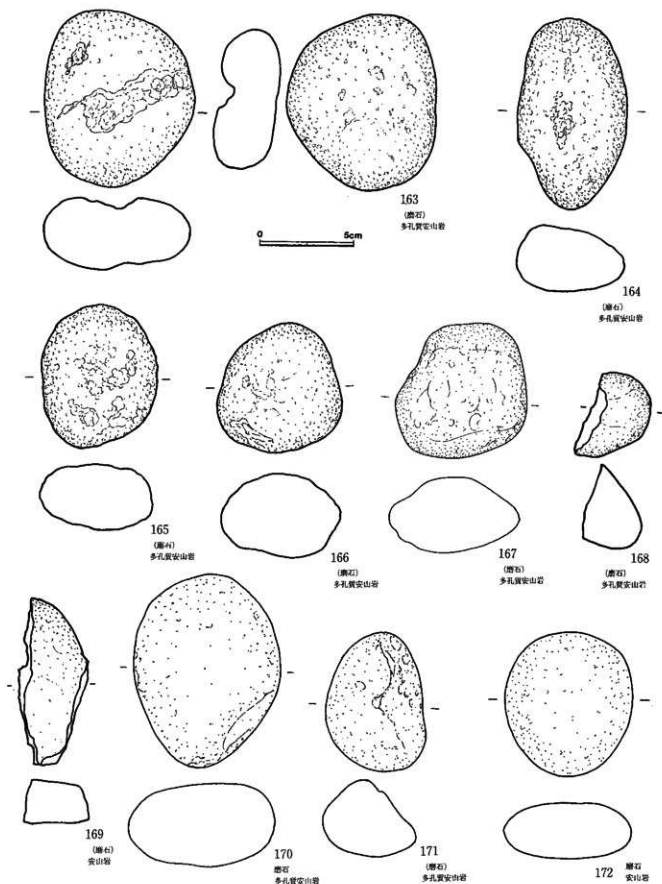 163
(磨石)
多孔質安山岩
0 5cm
164
(磨石)
多孔質安山岩
165
(磨石)
多孔質安山岩
166
(磨石)
多孔質安山岩
167
(磨石)
多孔質安山岩
168
(磨石)
多孔質安山岩
169
(磨石)
安山岩
170
磨石
多孔質安山岩
171
(磨石)
多孔質安山岩
172
磨石
安山岩